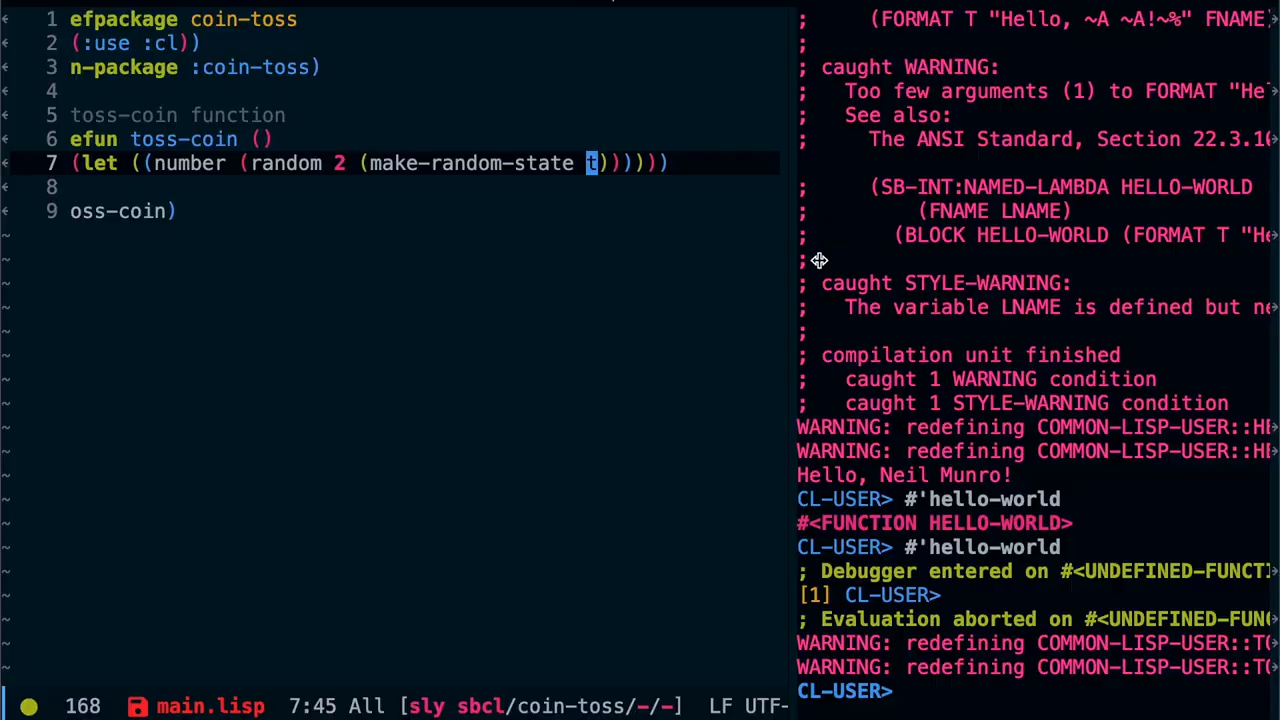 1 efpackage coin-toss
2 (:use :cl))
3 n-package :coin-toss)
4
5 toss-coin function
6 efun toss-coin ()
7 (let ((number (random 2 (make-random-state t))))))
8
9 oss-coin)
168 main.lisp 7:45 All [sly sbcl/coin-toss/-/-] LF UTF-
; (FORMAT T "Hello, ~A ~A!~%" FNAME
;
; caught WARNING:
; Too few arguments (1) to FORMAT "He
; See also:
; The ANSI Standard, Section 22.3.1
; (SB-INT:NAMED-LAMBDA HELLO-WORLD
; (FNAME LNAME)
; (BLOCK HELLO-WORLD (FORMAT T "He
;
; caught STYLE-WARNING:
; The variable LNAME is defined but ne
;
; compilation unit finished
; caught 1 WARNING condition
; caught 1 STYLE-WARNING condition
WARNING: redefining COMMON-LISP-USER::HE
WARNING: redefining COMMON-LISP-USER::HE
Hello, Neil Munro!
CL-USER> #'hello-world
#<FUNCTION HELLO-WORLD>
CL-USER> #'hello-world
; Debugger entered on #<UNDEFINED-FUNCTI
[1] CL-USER>
; Evaluation aborted on #<UNDEFINED-FUNC
WARNING: redefining COMMON-LISP-USER::TO
WARNING: redefining COMMON-LISP-USER::TO
CL-USER>